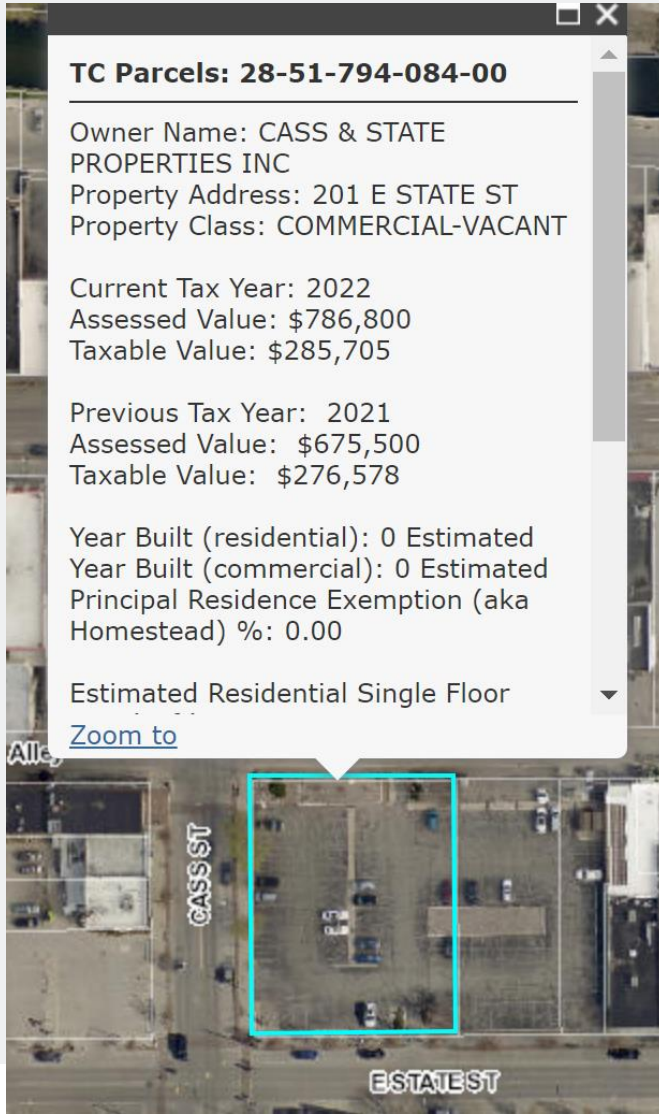 TC Parcels: 28-51-794-084-00
Owner Name: CASS & STATE
PROPERTIES INC
Property Address: 201 E STATE ST
Property Class: COMMERCIAL-VACANT
Current Tax Year: 2022
Assessed Value: $786,800
Taxable Value: $285,705
Previous Tax Year: 2021
Assessed Value: $675,500
Taxable Value: $276,578
Year Built (residential): 0 Estimated
Year Built (commercial): 0 Estimated
Principal Residence Exemption (aka
Homestead) %: 0.00
Estimated Residential Single Floor
Zoom to
CASS ST
E STATE ST